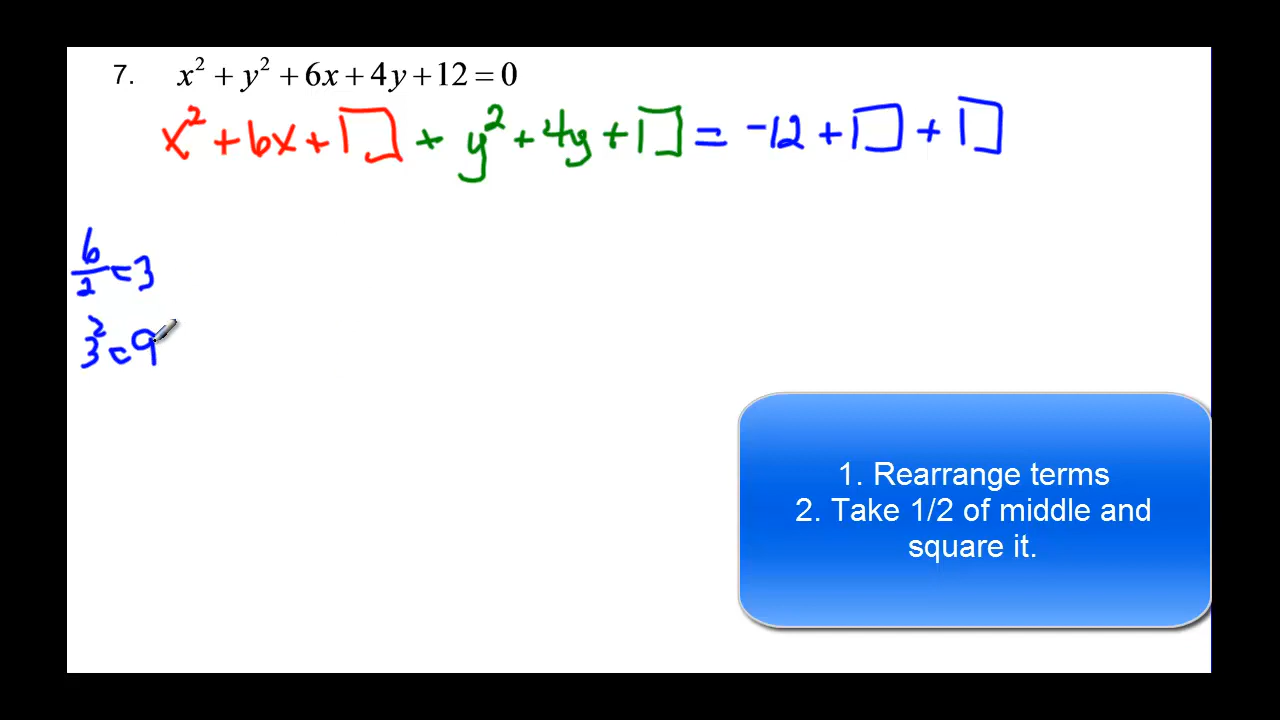 7. x² + y² + 6x + 4y + 12 = 0
x² + 6x + □ + y² + 4y + □ = -12 + □ + □
6/2 = 3
3² = 9
1. Rearrange terms
2. Take 1/2 of middle and
square it.